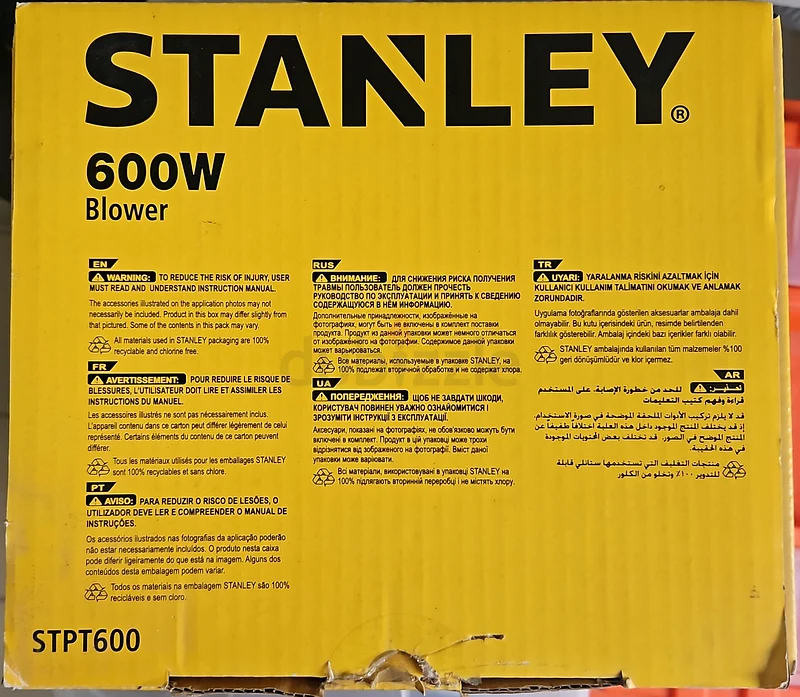 STANLEY®
600W
Blower
EN
WARNING: TO REDUCE THE RISK OF INJURY, USER
MUST READ AND UNDERSTAND INSTRUCTION MANUAL.
The accessories illustrated on the application photos may not
necessarily be included. Product in this box may differ slightly from
that pictured. Some of the contents in this pack may vary.
All materials used in STANLEY packaging are 100%
recyclable and chlorine free.
FR
AVERTISSEMENT: POUR REDUIRE LE RISQUE DE
BLESSURES, L'UTILISATEUR DOIT LIRE ET ASSIMILER LES
INSTRUCTIONS DU MANUEL.
Les accessoires illustrés ne sont pas nécessairement inclus.
L'appareil contenu dans ce carton peut différer légèrement de celui
représenté. Certains éléments du contenu de ce carton peuvent
différer.
Tous les matériaux utilisés pour les emballages STANLEY
sont 100% recyclables et sans chlore.
PT
AVISO: PARA REDUZIR O RISCO DE LESÕES, O
UTILIZADOR DEVE LER E COMPREENDER O MANUAL DE
INSTRUÇÕES.
Os acessórios ilustrados nas fotografias da aplicação poderão
não estar necessariamente incluídos. O produto nesta caixa
pode diferir ligeiramente do que está na imagem. Alguns dos
conteúdos desta embalagem podem variar.
Todos os materiais na embalagem STANLEY são 100%
recicláveis e sem cloro.
STPT600
RUS
ВНИМАНИЕ: ДЛЯ СНИЖЕНИЯ РИСКА ПОЛУЧЕНИЯ
ТРАВМЫ ПОЛЬЗОВАТЕЛЬ ДОЛЖЕН ПРОЧЕСТЬ
РУКОВОДСТВО ПО ЭКСПЛУАТАЦИИ И ПРИНЯТЬ К СВЕДЕНИЮ
СОДЕРЖАЩУЮСЯ В НЁМ ИНФОРМАЦИЮ.
Дополнительные принадлежности, изображённые на
фотографиях, могут быть не включены в комплект поставки
продукта. Продукт из данной упаковки может немного отличаться
от изображённого на фотографии. Содержимое данной упаковки
может варьироваться.
Все материалы, используемые в упаковке STANLEY, на
100% подлежат вторичной обработке и не содержат хлора.
UA
ПОПЕРЕДЖЕННЯ: ЩОБ НЕ ЗАВДАТИ ШКОДИ,
КОРИСТУВАЧ ПОВИНЕН УВАЖНО ОЗНАЙОМИТИСЯ І
ЗРОЗУМІТИ ІНСТРУКЦІЇ З ЕКСПЛУАТАЦІЇ.
Аксесуари, показані на фотографіях, не обов'язково можуть бути
включені в комплект. Продукт в цій упаковці може трохи
відрізнятися від зображеного на фотографії. Вміст даної
упаковки може варіювати.
Всі матеріали, використовувані в упаковці STANLEY на
100% підлягають вторинній переробці і не містять хлору.
TR
UYARI: YARALANMA RİSKİNİ AZALTMAK İÇİN
KULLANICI KULLANIM TALİMATINI OKUMAK VE ANLAMAK
ZORUNDADIR.
Uygulama fotoğraflarında gösterilen aksesuarlar ambalaja dahil
olmayabilir. Bu kutu içerisindeki ürün, resimde belirtilenden
farklılık gösterebilir. Ambalaj içindeki bazı içerikler farklı olabilir.
STANLEY ambalajında kullanılan tüm malzemeler %100
geri dönüşümlüdür ve klor içermez.
AR
تحذير: للحد من خطورة الإصابة، على المستخدم
قراءة وفهم كتيب التعليمات
قد لا يلزم تركيب الأدوات الملحقة الموضحة في صورة الاستخدام.
إذ قد يختلف المنتج الموجود داخل هذه العلبة اختلافاً طفيفاً عن
المنتج الموضح في الصور. قد تختلف بعض المحتويات الموجودة
في هذه الحقيبة.
منتجات التغليف التي تستخدمها ستانلي قابلة
للتدوير ١٠٠٪ وتخلو من الكلور
dubizzle